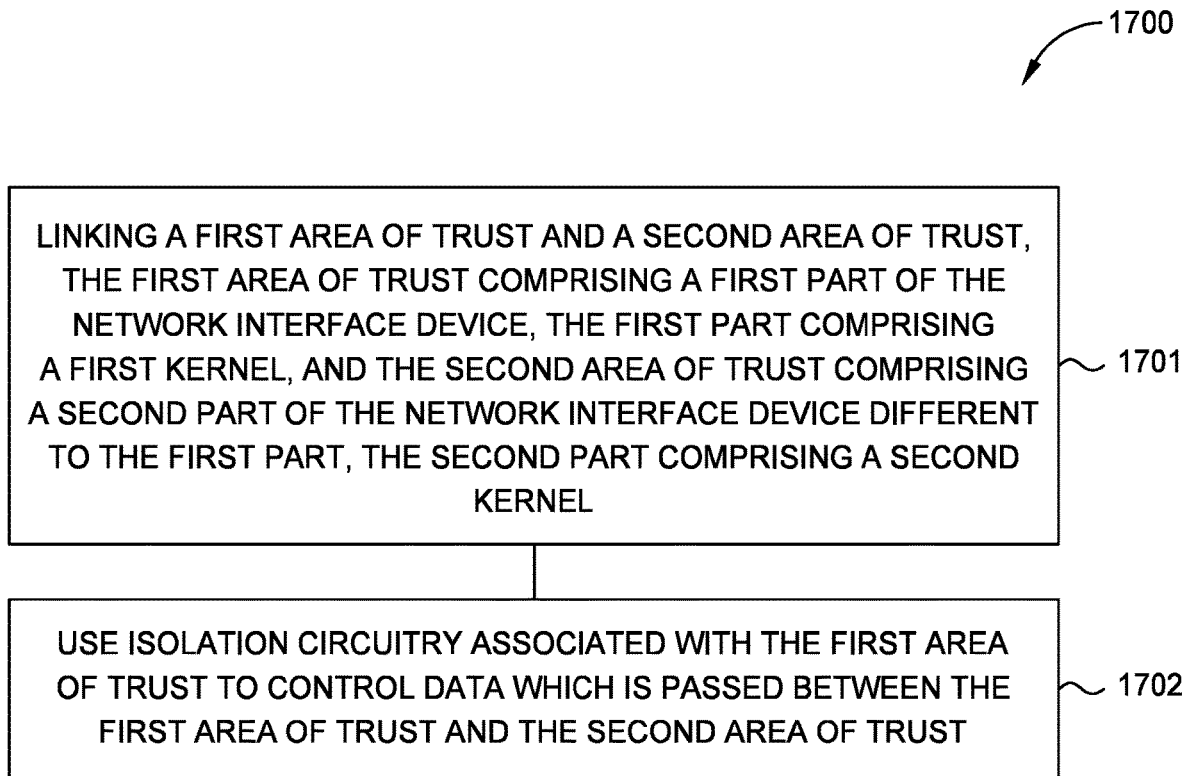 1700
LINKING A FIRST AREA OF TRUST AND A SECOND AREA OF TRUST,
THE FIRST AREA OF TRUST COMPRISING A FIRST PART OF THE
NETWORK INTERFACE DEVICE, THE FIRST PART COMPRISING
A FIRST KERNEL, AND THE SECOND AREA OF TRUST COMPRISING
A SECOND PART OF THE NETWORK INTERFACE DEVICE DIFFERENT
TO THE FIRST PART, THE SECOND PART COMPRISING A SECOND
KERNEL
1701
USE ISOLATION CIRCUITRY ASSOCIATED WITH THE FIRST AREA
OF TRUST TO CONTROL DATA WHICH IS PASSED BETWEEN THE
FIRST AREA OF TRUST AND THE SECOND AREA OF TRUST
1702